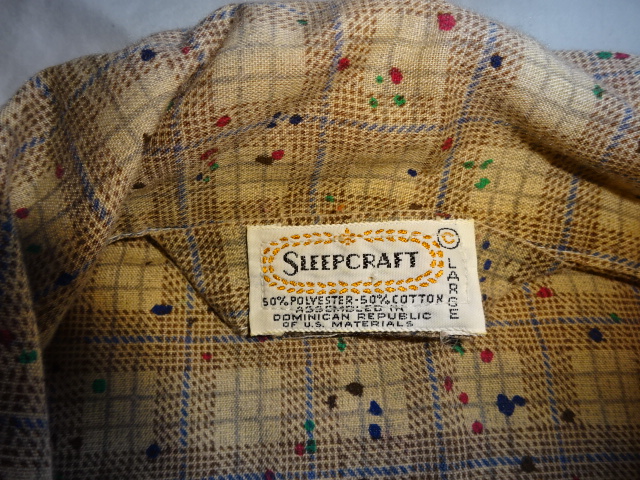 SLEEPCRAFT
50% POLYESTER-50% COTTON
ASSEMBLED IN
DOMINICAN REPUBLIC
OF U.S. MATERIALS
C
LARGE